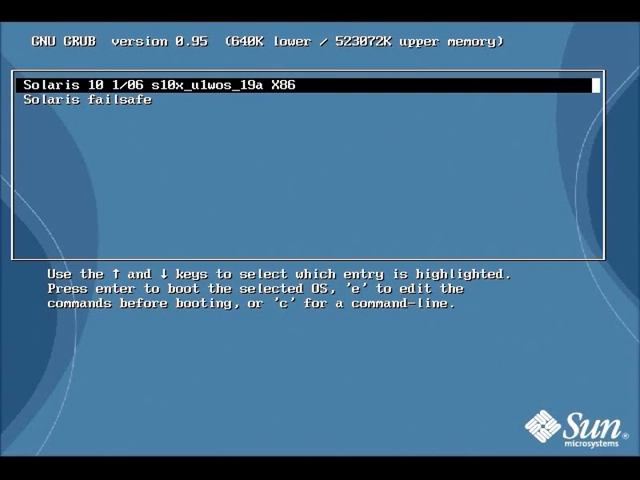 GNU GRUB  version 0.95  (640K lower / 523072K upper memory)
Solaris 10 1/06 s10x_u1wos_19a X86
Solaris failsafe
Use the ↑ and ↓ keys to select which entry is highlighted.
Press enter to boot the selected OS, 'e' to edit the
commands before booting, or 'c' for a command-line.
Sun
microsystems